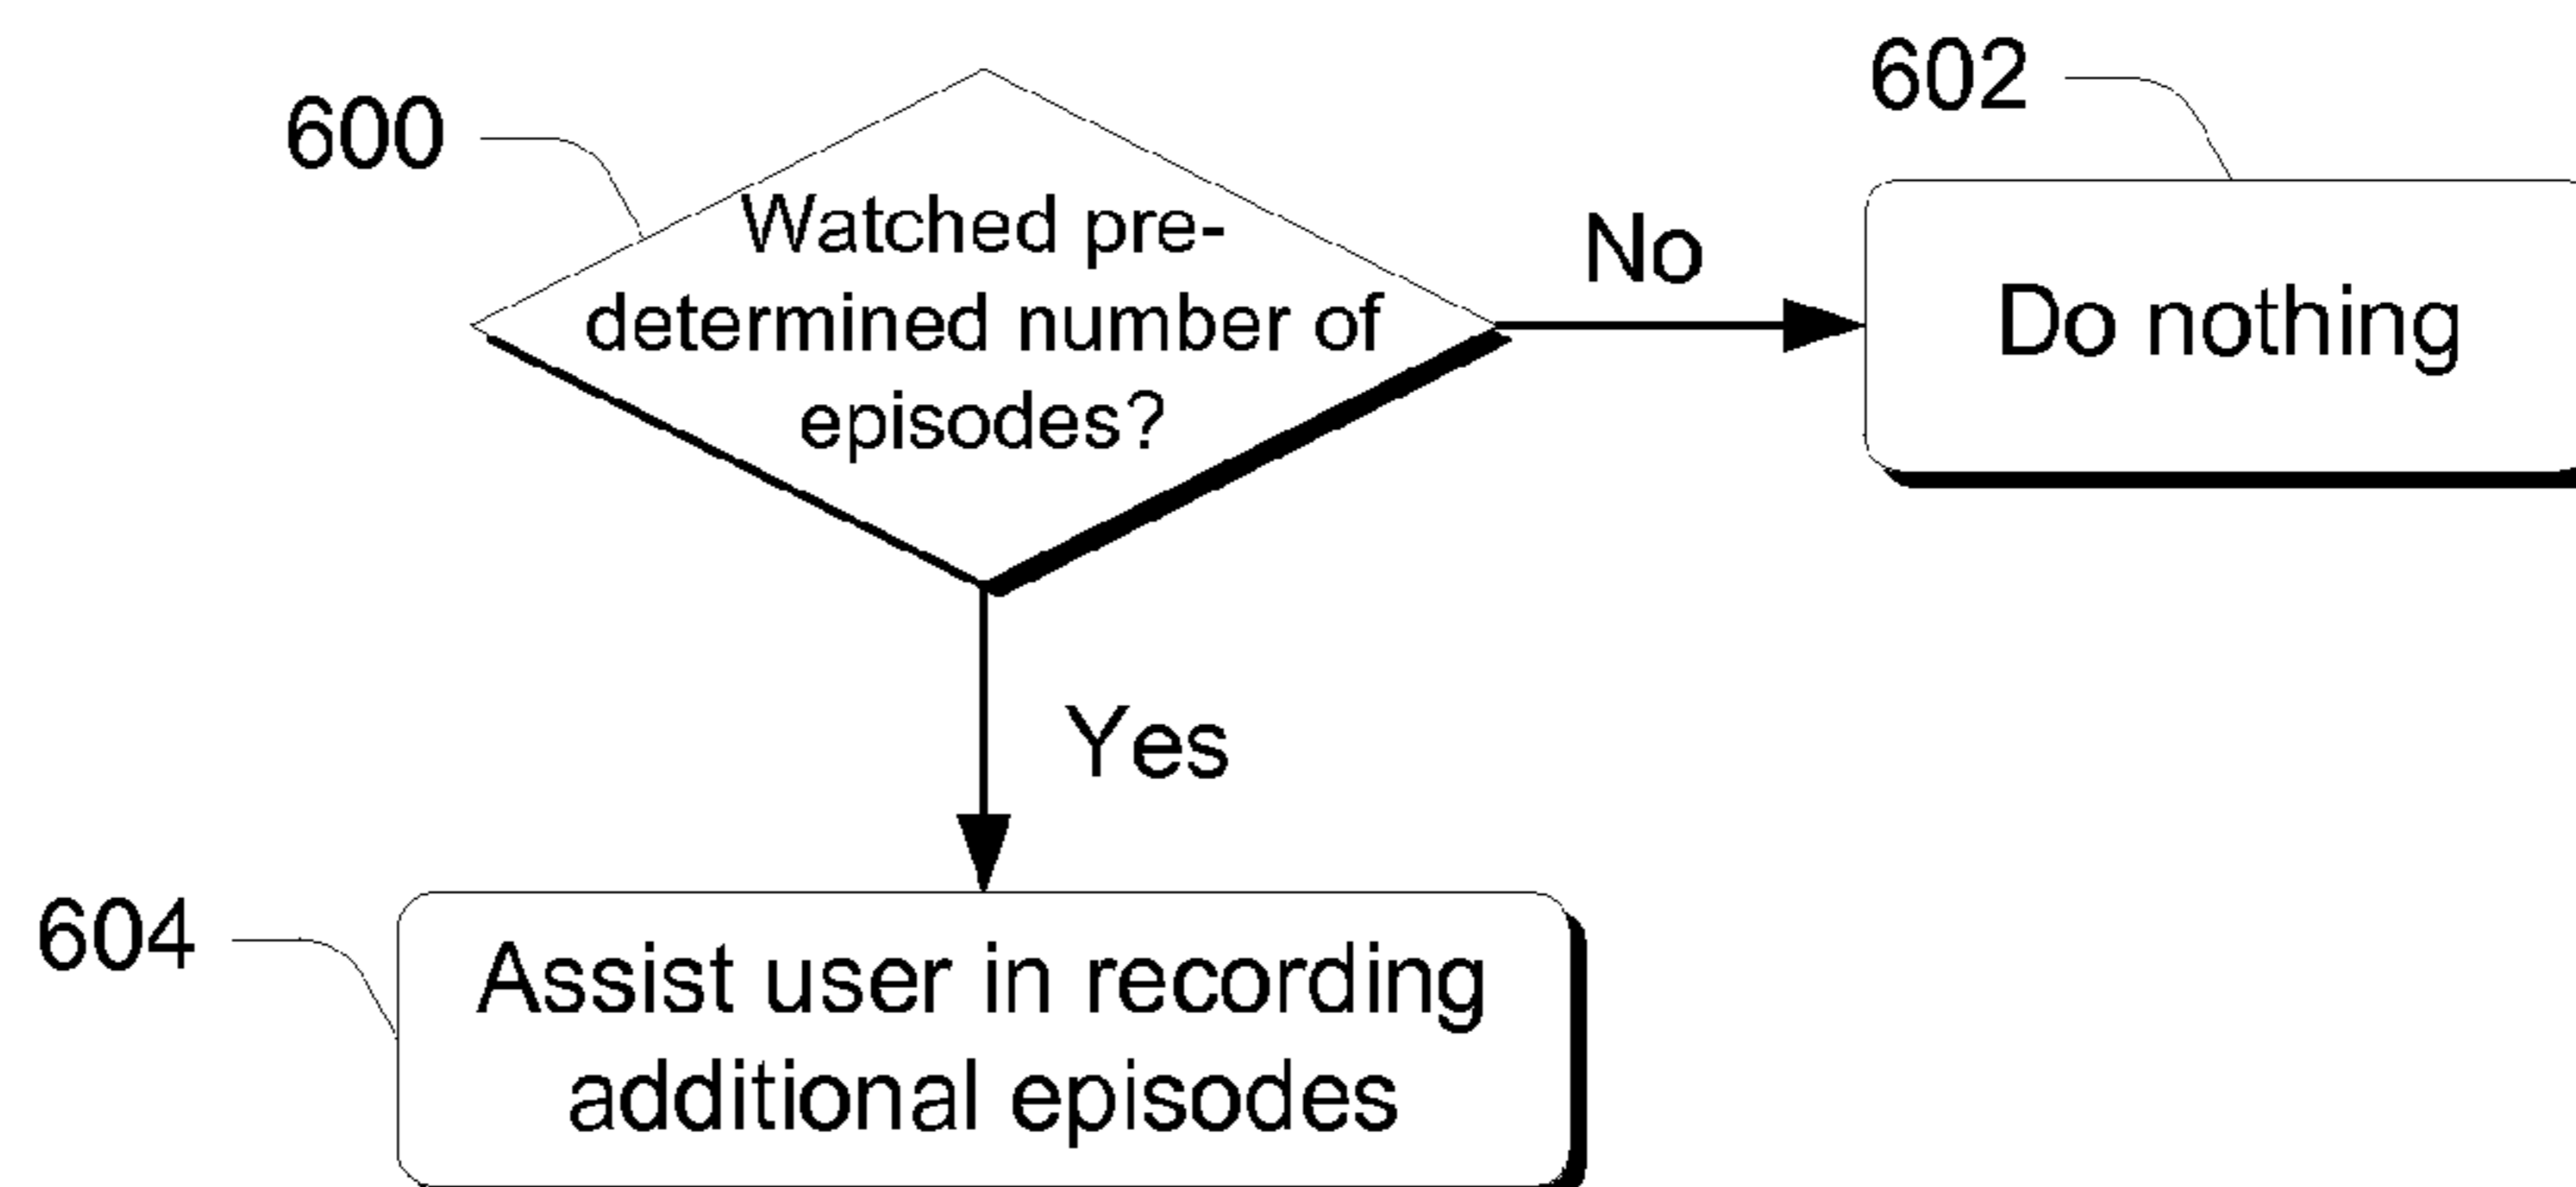 600
Watched pre-
determined number of
episodes?
No
602
Do nothing
Yes
604
Assist user in recording
additional episodes